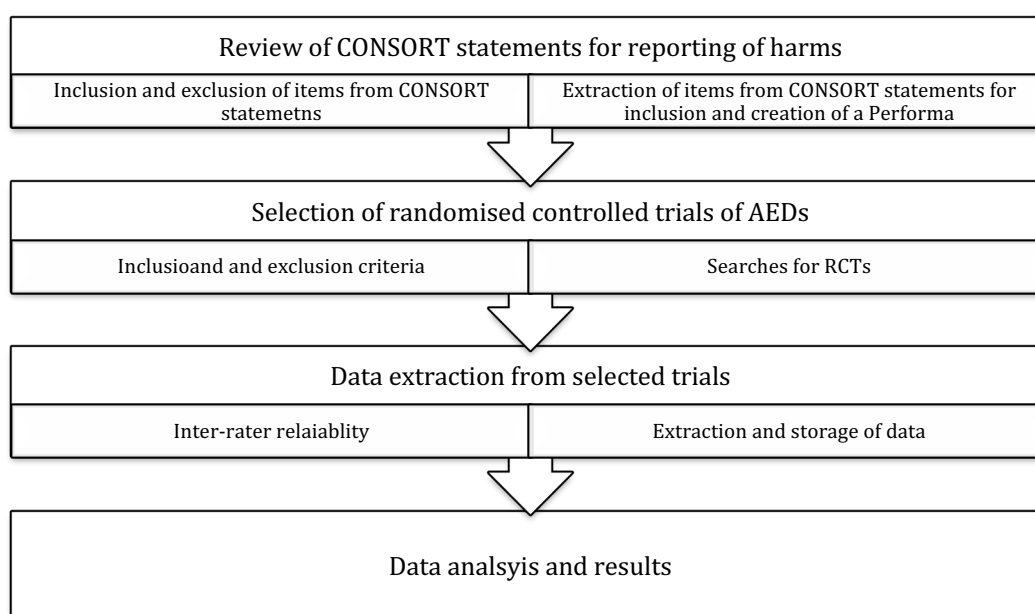 Review of CONSORT statements for reporting of harms
Inclusion and exclusion of items from CONSORT
statemetns
Extraction of items from CONSORT statements for
inclusion and creation of a Performa
Selection of randomised controlled trials of AEDs
Inclusioand and exclusion criteria
Searches for RCTs
Data extraction from selected trials
Inter-rater relaiablity
Extraction and storage of data
Data analsyis and results